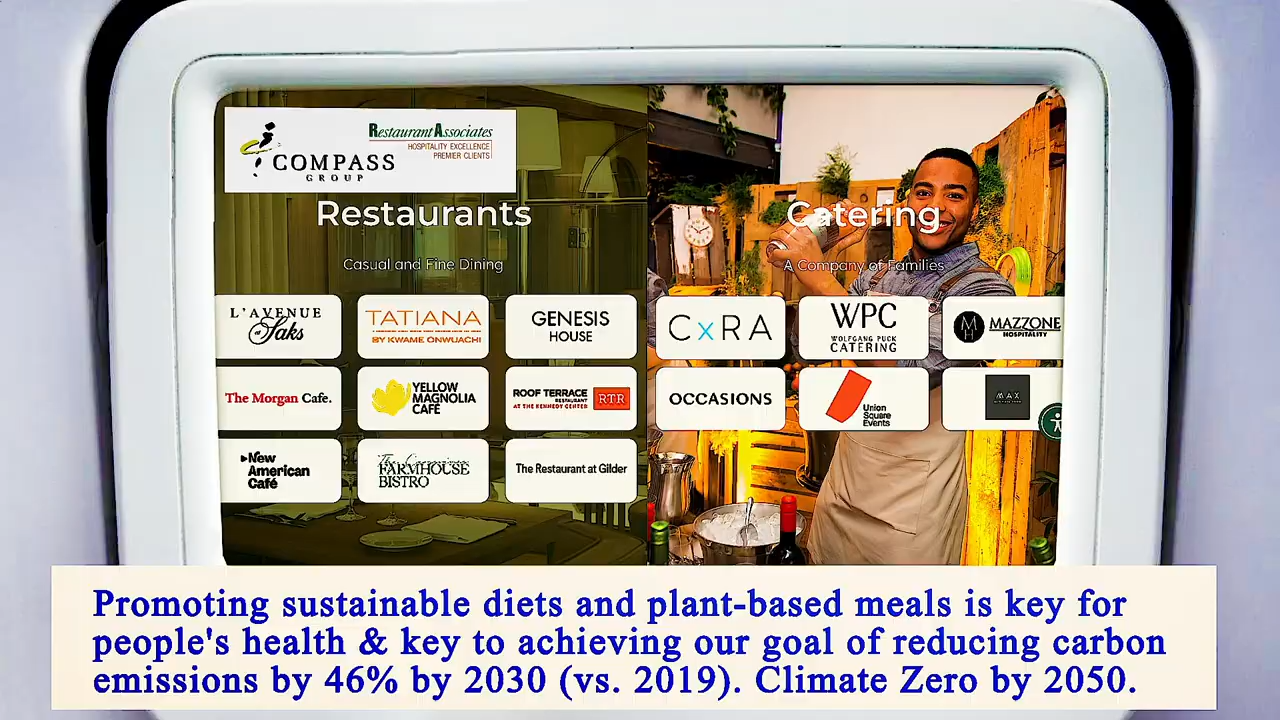 COMPASS
GROUP
Restaurant Associates
HOSPITALITY EXCELLENCE
PREMIER CLIENTS
Restaurants
Casual and Fine Dining
L'AVENUE
at Saks
TATIANA
BY KWAME ONWUACHI
GENESIS
HOUSE
The Morgan Cafe.
YELLOW
MAGNOLIA
CAFÉ
ROOF TERRACE
RESTAURANT
AT THE KENNEDY CENTER
RTR
New
American
Café
FARMHOUSE
BISTRO
The Restaurant at Gilder
Catering
A Company of Families
CxRA
WPC
WOLFGANG PUCK
CATERING
MH
MAZZONE
HOSPITALITY
OCCASIONS
Union
Square
Events
MAX
Promoting sustainable diets and plant-based meals is key for
people's health & key to achieving our goal of reducing carbon
emissions by 46% by 2030 (vs. 2019). Climate Zero by 2050.